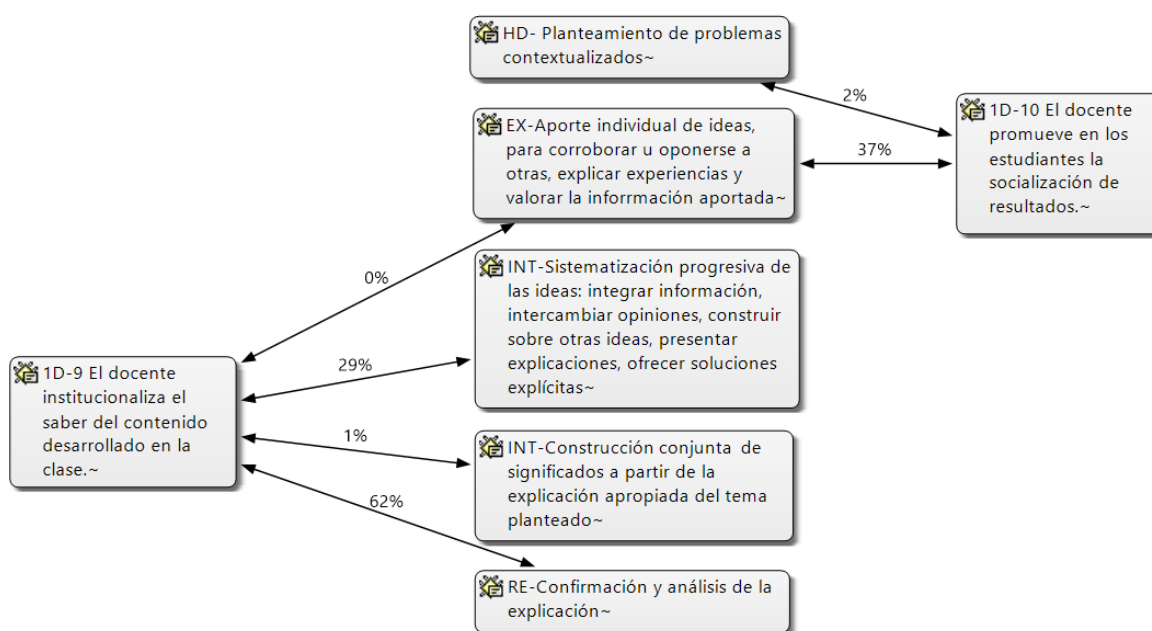 HD- Planteamiento de problemas
contextualizados~
2%
EX-Aporte individual de ideas,
para corroborar u oponerse a
otras, explicar experiencias y
valorar la inforrmación aportada~
37%
1D-10 El docente
promueve en los
estudiantes la
socialización de
resultados.~
0%
INT-Sistematización progresiva de
las ideas: integrar información,
intercambiar opiniones, construir
sobre otras ideas, presentar
explicaciones, ofrecer soluciones
explícitas~
29%
1D-9 El docente
institucionaliza el
saber del contenido
desarrollado en la
clase.~
1%
INT-Construcción conjunta de
significados a partir de la
explicación apropiada del tema
planteado~
62%
RE-Confirmación y análisis de la
explicación~